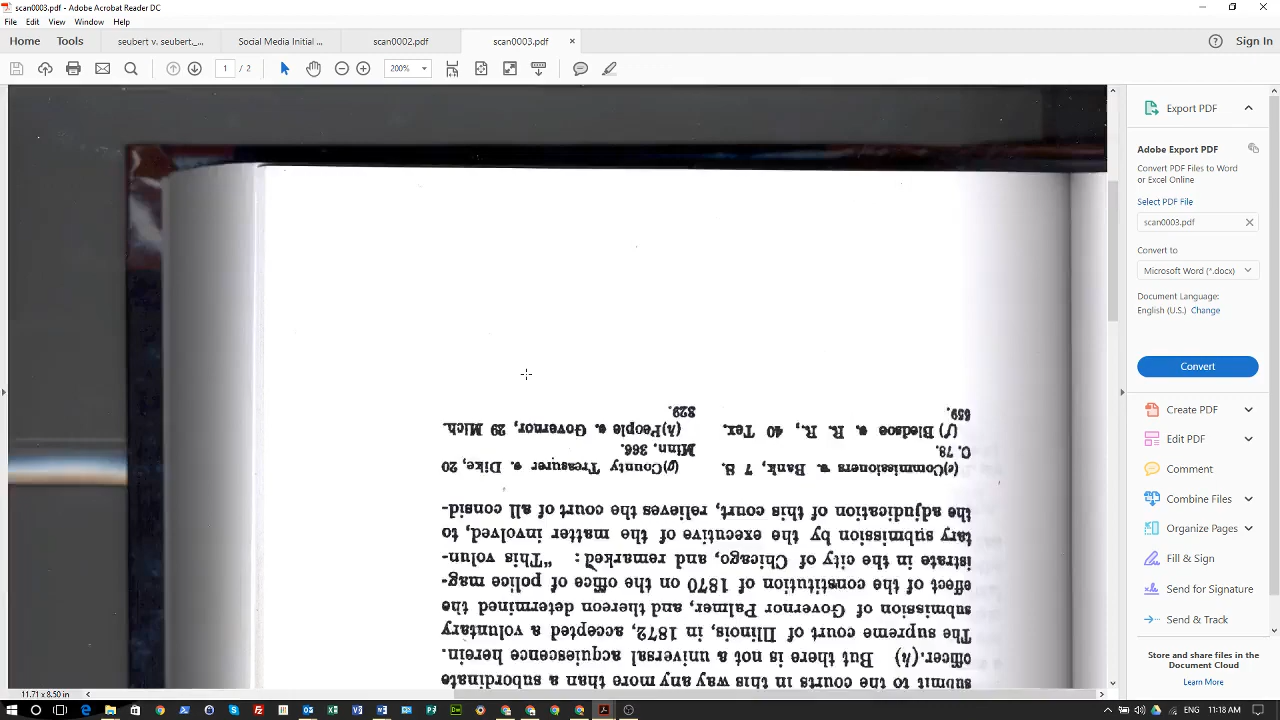 scan0003.pdf - Adobe Acrobat Reader DC
File Edit View Window Help
Home Tools seubert v. seubert._... Social Media Initial ... scan0002.pdf scan0003.pdf × Sign In
1 / 2 200%
submit to the courts in this way any more than a subordinate
officer.(h) But there is not a universal acquiescence herein.
The supreme court of Illinois, in 1872, accepted a voluntary
submission of Governor Palmer, and thereon determined the
effect of the constitution of 1870 on the office of police mag-
istrate in the city of Chicago, and remarked: "This volun-
tary submission by the executive of the matter involved, to
the adjudication of this court, relieves the court of all consid-
(e)Commissioners v. Bank, 7 S.
C. 78.
(f) Bledsoe v. R. R., 40 Tex.
(g) County Treasurer v. Dike, 20
Minn.
(h)People v. Governor, 29 Mich.
Export PDF
Adobe Export PDF
Convert PDF Files to Word
or Excel Online
Select PDF File
scan0003.pdf
Convert to
Microsoft Word (*.docx)
Document Language:
English (U.S.) Change
Convert
Create PDF
Edit PDF
Comment
Combine Files
Organize Pages
Fill & Sign
Send for Signature
Send & Track
Store and share files in the
Document Cloud
Learn More
11.71 x 8.50 in
ENG 11:18 AM